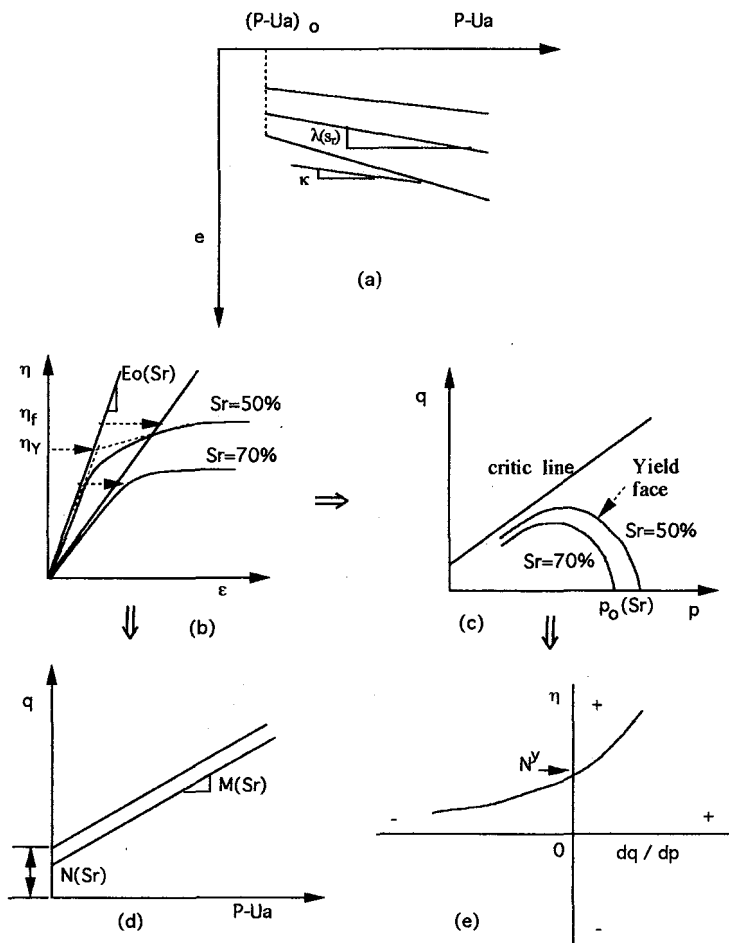 (P-Ua) o
P-Ua
λ(sr)
κ
e
(a)
η
Eo(Sr)
ηf
ηY
Sr=50%
Sr=70%
ε
(b)
⇒
⇓
q
critic line
Yield
face
Sr=50%
Sr=70%
po(Sr)
p
(c)
⇓
q
M(Sr)
N(Sr)
P-Ua
(d)
η
+
Ny
-
+
0
dq / dp
-
(e)